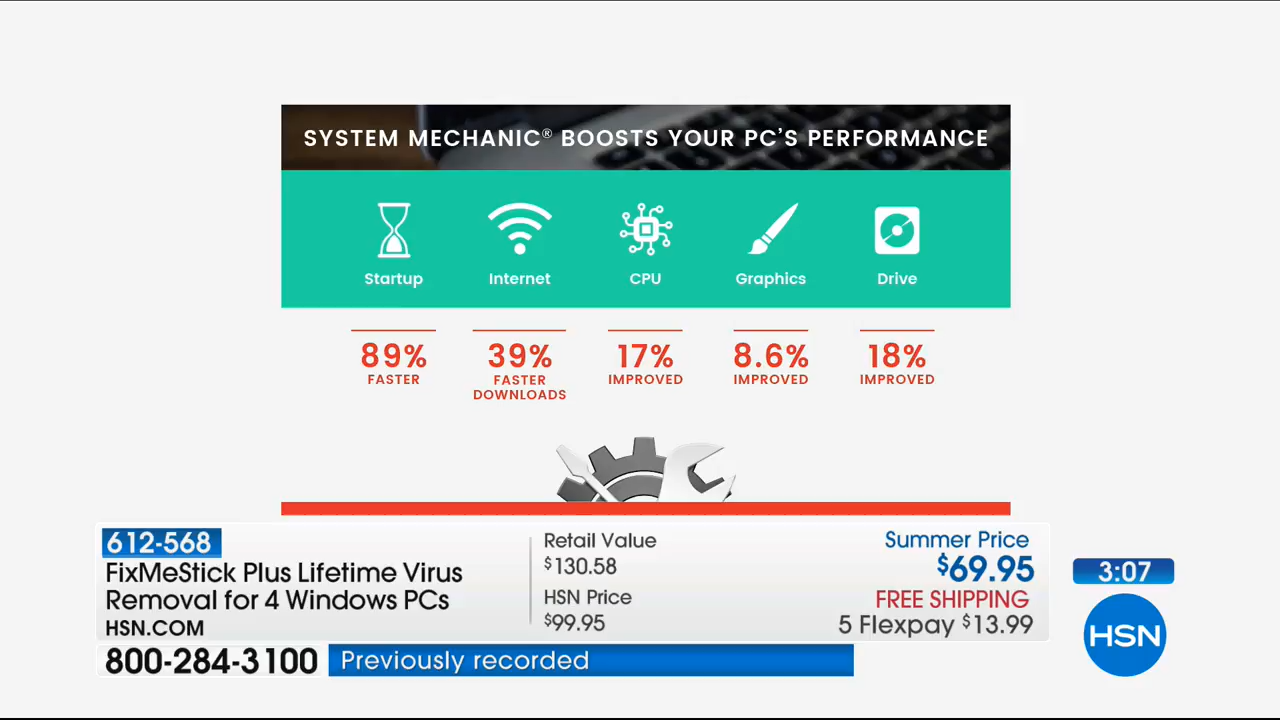 SYSTEM MECHANIC® BOOSTS YOUR PC'S PERFORMANCE
Startup
Internet
CPU
Graphics
Drive
89%
FASTER
39%
FASTER
DOWNLOADS
17%
IMPROVED
8.6%
IMPROVED
18%
IMPROVED
612-568
FixMeStick Plus Lifetime Virus
Removal for 4 Windows PCs
HSN.COM
Retail Value
$130.58
HSN Price
$99.95
Summer Price
$69.95
FREE SHIPPING
5 Flexpay $13.99
3:07
HSN
800-284-3100
Previously recorded